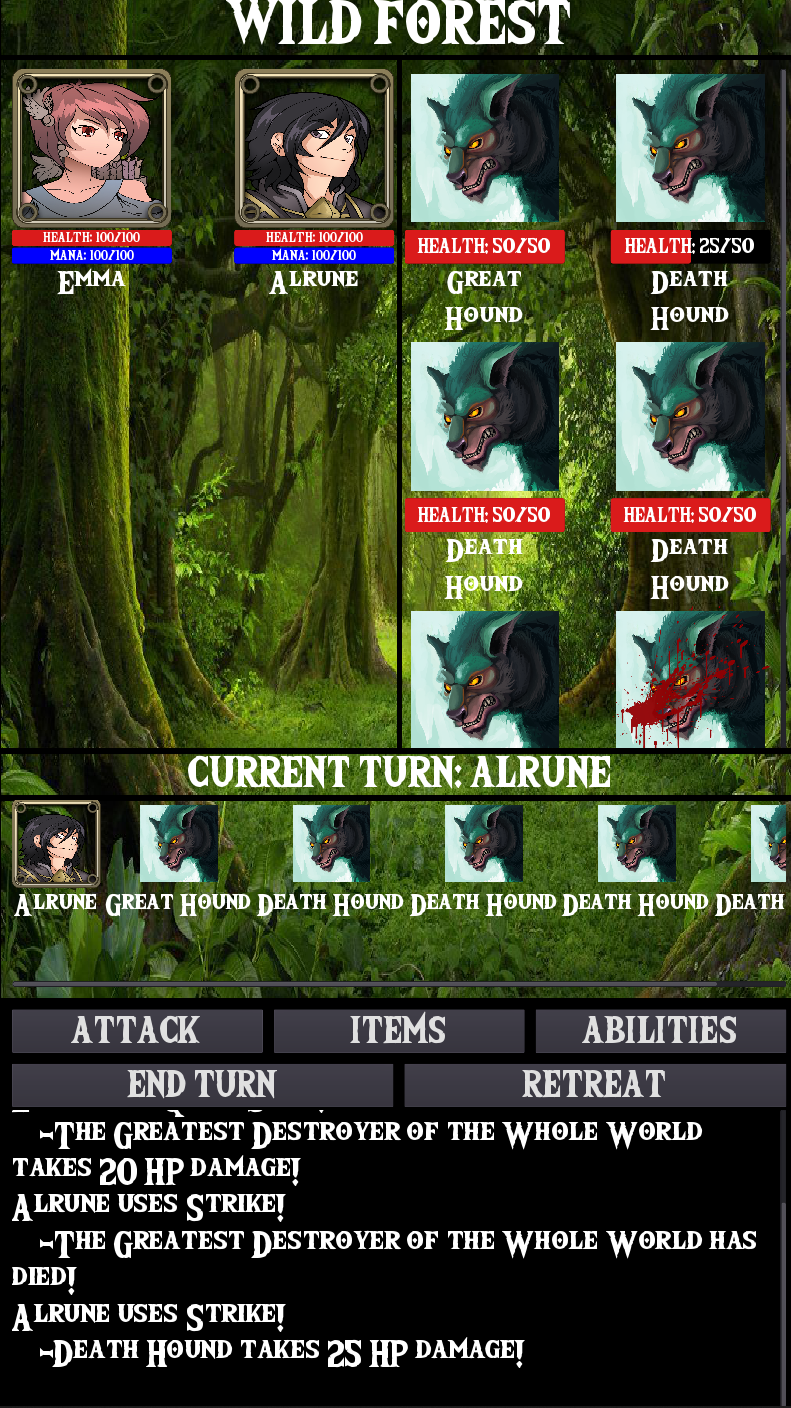 WILD FOREST
HEALTH: 100/100
MANA: 100/100
EMMA
HEALTH: 100/100
MANA: 100/100
ALRUNE
HEALTH: 50/50
GREAT
HOUND
HEALTH: 25/50
DEATH
HOUND
HEALTH: 50/50
DEATH
HOUND
HEALTH: 50/50
DEATH
HOUND
CURRENT TURN: ALRUNE
ALRUNE GREAT HOUND DEATH HOUND DEATH HOUND DEATH HOUND DEATH
ATTACK
ITEMS
ABILITIES
END TURN
RETREAT
-THE GREATEST DESTROYER OF THE WHOLE WORLD
TAKES 20 HP DAMAGE!
ALRUNE USES STRIKE!
-THE GREATEST DESTROYER OF THE WHOLE WORLD HAS
DIED!
ALRUNE USES STRIKE!
-DEATH HOUND TAKES 25 HP DAMAGE!